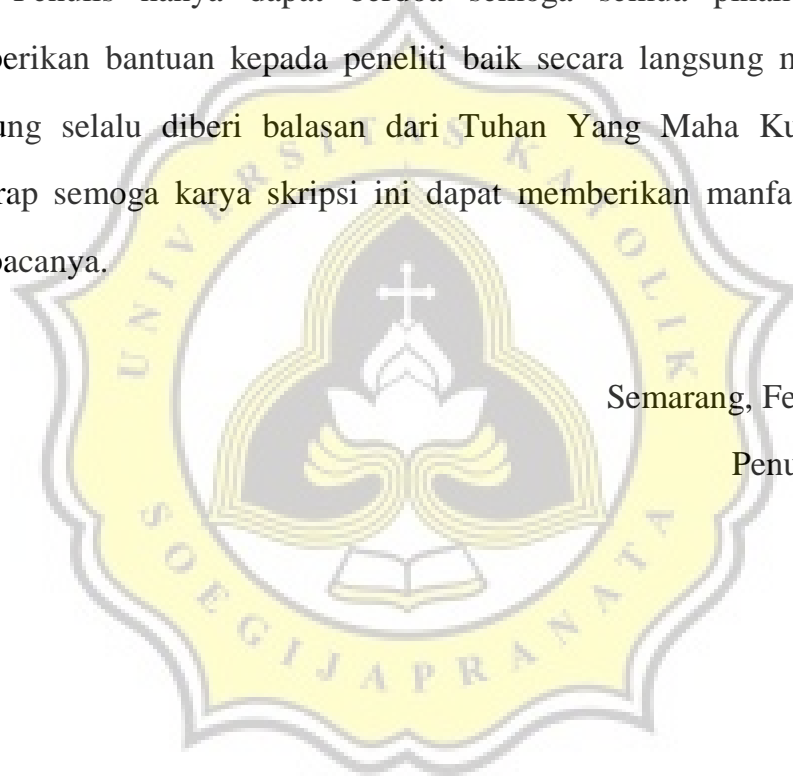 Penulis hanya dapat berdoa semoga semua
berikan bantuan kepada peneliti baik secara langsung m
ung selalu diberi balasan dari Tuhan Yang Maha Ku
rap semoga karya skripsi ini dapat memberikan manfa
bacanya.
Semarang, Fe
Penu
UNIVERSITAS KATOLIK
SOEGIJAPRANATA